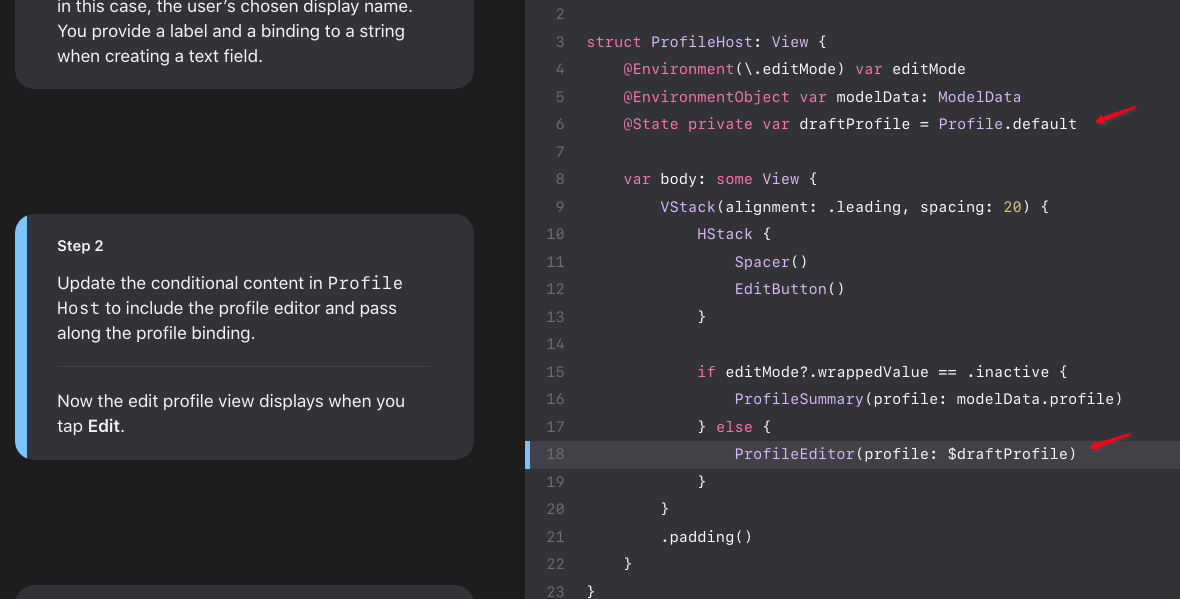 in this case, the user’s chosen display name.
You provide a label and a binding to a string
when creating a text field.
Step 2
Update the conditional content in Profile
Host to include the profile editor and pass
along the profile binding.
Now the edit profile view displays when you
tap Edit.
2
3 struct ProfileHost: View {
4 @Environment(\.editMode) var editMode
5 @EnvironmentObject var modelData: ModelData
6 @State private var draftProfile = Profile.default
7
8 var body: some View {
9 VStack(alignment: .leading, spacing: 20) {
10 HStack {
11 Spacer()
12 EditButton()
13 }
14
15 if editMode?.wrappedValue == .inactive {
16 ProfileSummary(profile: modelData.profile)
17 } else {
18 ProfileEditor(profile: $draftProfile)
19 }
20 }
21 .padding()
22 }
23 }